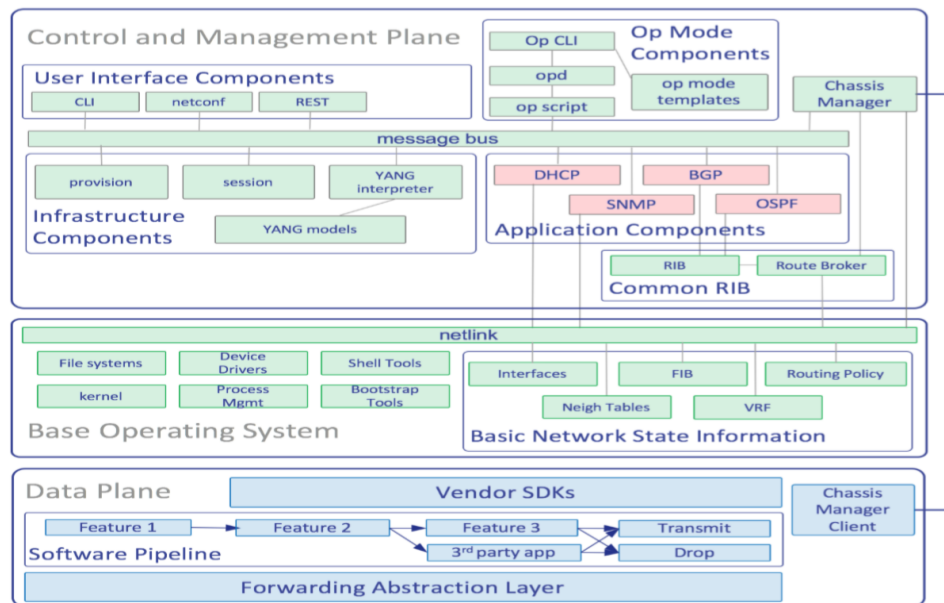 Control and Management Plane
User Interface Components
CLI
netconf
REST
Op CLI
opd
op script
Op Mode
Components
op mode
templates
Chassis
Manager
message bus
provision
session
YANG
interpreter
YANG models
Infrastructure
Components
DHCP
BGP
SNMP
OSPF
Application Components
RIB
Route Broker
Common RIB
netlink
File systems
Device
Drivers
Shell Tools
kernel
Process
Mgmt
Bootstrap
Tools
Base Operating System
Interfaces
FIB
Routing Policy
Neigh Tables
VRF
Basic Network State Information
Data Plane
Vendor SDKs
Chassis
Manager
Client
Feature 1
Feature 2
Feature 3
Transmit
3rd party app
Drop
Software Pipeline
Forwarding Abstraction Layer